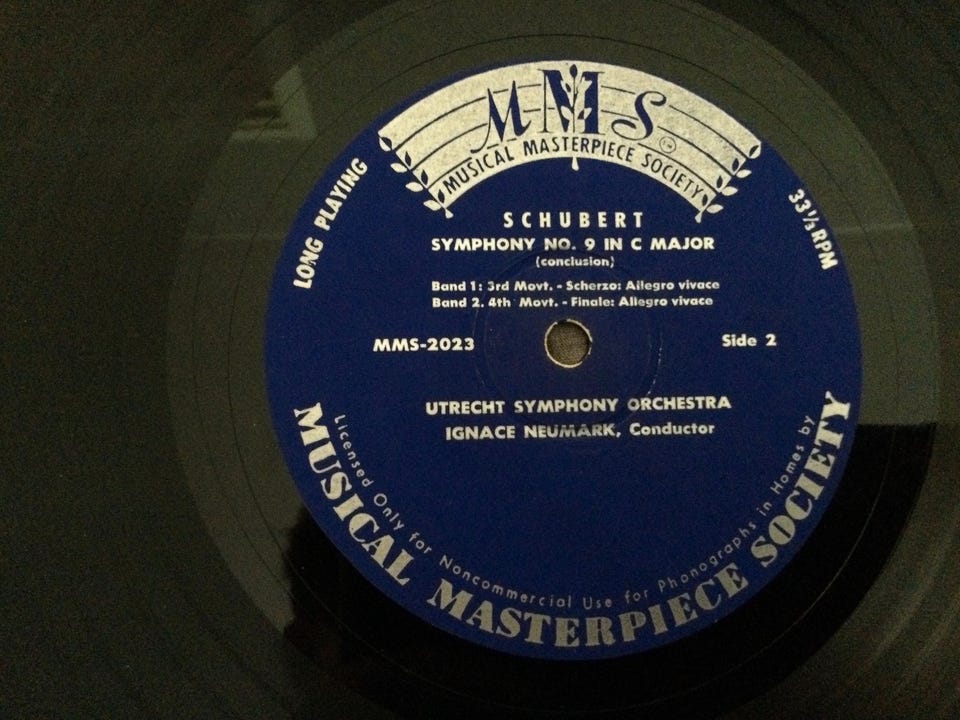 MMS
TM
MUSICAL MASTERPIECE SOCIETY
LONG PLAYING
33⅓ RPM
SCHUBERT
SYMPHONY NO. 9 IN C MAJOR
(conclusion)
Band 1: 3rd Movt. - Scherzo: Allegro vivace
Band 2. 4th Movt. - Finale: Allegro vivace
MMS-2023
Side 2
UTRECHT SYMPHONY ORCHESTRA
IGNACE NEUMARK, Conductor
Licensed Only for Noncommercial Use for Phonographs in Homes by
MUSICAL MASTERPIECE SOCIETY